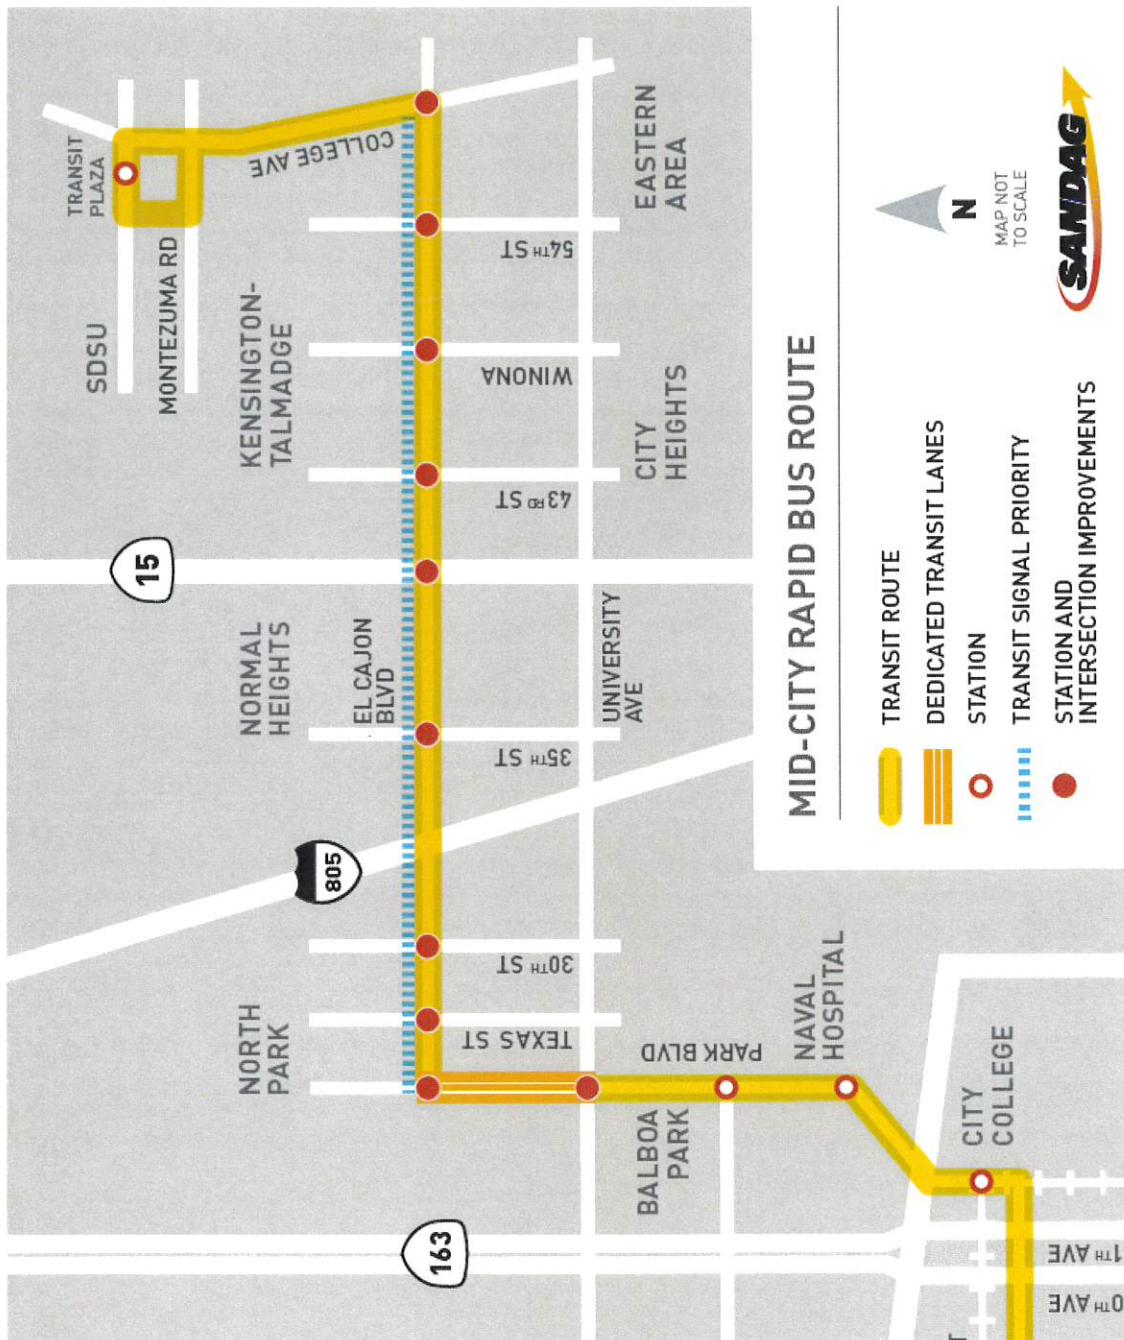 TRANSIT
PLAZA
SDSU
15
MONTEZUMA RD
COLLEGE AVE
KENSINGTON-
TALMADGE
NORMAL
HEIGHTS
NORTH
PARK
805
EL CAJON
BLVD
163
TEXAS ST
30TH ST
35TH ST
43RD ST
WINONA
54TH ST
UNIVERSITY
AVE
BALBOA
PARK
PARK BLVD
CITY
HEIGHTS
EASTERN
AREA
NAVAL
HOSPITAL
CITY
COLLEGE
0TH AVE
1TH AVE
MID-CITY RAPID BUS ROUTE
TRANSIT ROUTE
DEDICATED TRANSIT LANES
STATION
TRANSIT SIGNAL PRIORITY
STATION AND
INTERSECTION IMPROVEMENTS
N
MAP NOT
TO SCALE
SANDAG